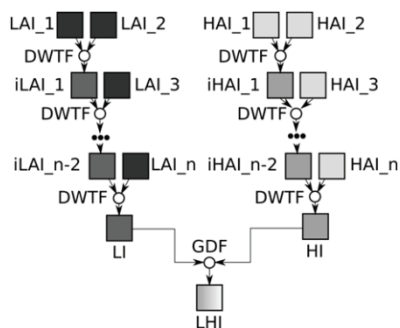 LAI_1 LAI_2 HAI_1 HAI_2
DWTF DWTF
iLAI_1 LAI_3 iHAI_1 HAI_3
DWTF DWTF
iLAI_n-2 LAI_n iHAI_n-2 HAI_n
DWTF DWTF
LI GDF HI
LHI